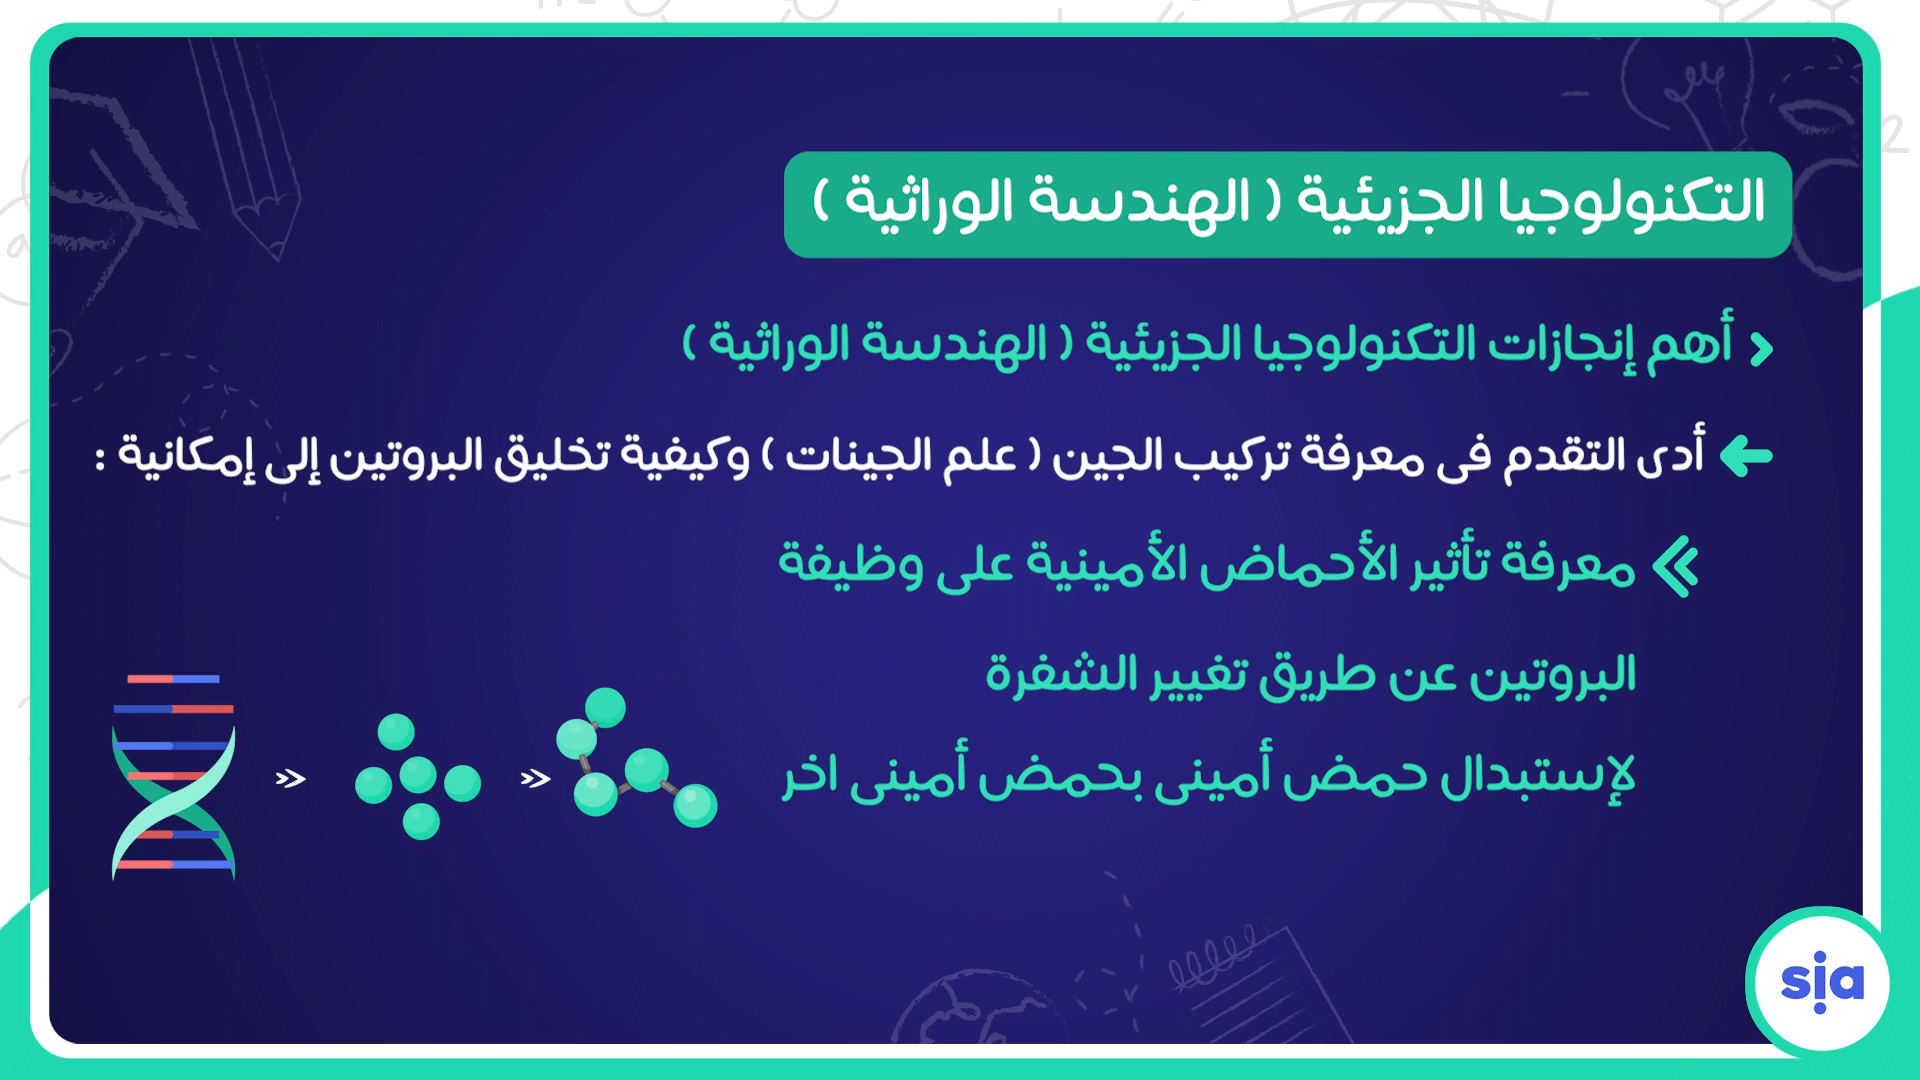 التكنولوجيا الجزيئية ( الهندسة الوراثية )
أهم إنجازات التكنولوجيا الجزيئية ( الهندسة الوراثية )
أدى التقدم فى معرفة تركيب الجين ( علم الجينات ) وكيفية تخليق البروتين إلى إمكانية :
معرفة تأثير الأحماض الأمينية على وظيفة
البروتين عن طريق تغيير الشفرة
لإستبدال حمض أمينى بحمض أمينى اخر
sia